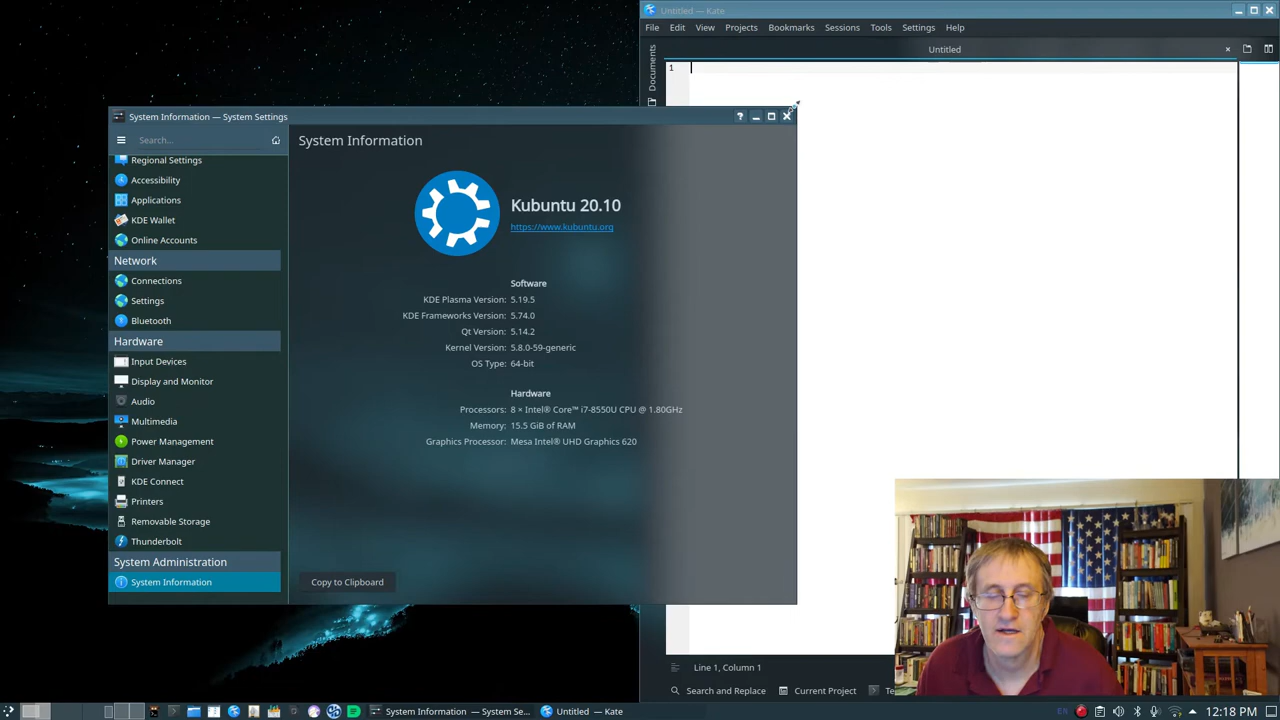 Untitled — Kate
File Edit View Projects Bookmarks Sessions Tools Settings Help
Untitled
Documents
1
System Information — System Settings
Search...
Regional Settings
Accessibility
Applications
KDE Wallet
Online Accounts
Network
Connections
Settings
Bluetooth
Hardware
Input Devices
Display and Monitor
Audio
Multimedia
Power Management
Driver Manager
KDE Connect
Printers
Removable Storage
Thunderbolt
System Administration
System Information
System Information
Kubuntu 20.10
https://www.kubuntu.org
Software
KDE Plasma Version: 5.19.5
KDE Frameworks Version: 5.74.0
Qt Version: 5.14.2
Kernel Version: 5.8.0-59-generic
OS Type: 64-bit
Hardware
Processors: 8 × Intel® Core™ i7-8550U CPU @ 1.80GHz
Memory: 15.5 GiB of RAM
Graphics Processor: Mesa Intel® UHD Graphics 620
Copy to Clipboard
Line 1, Column 1
Search and Replace Current Project Te
System Information — System Se... Untitled — Kate EN 12:18 PM